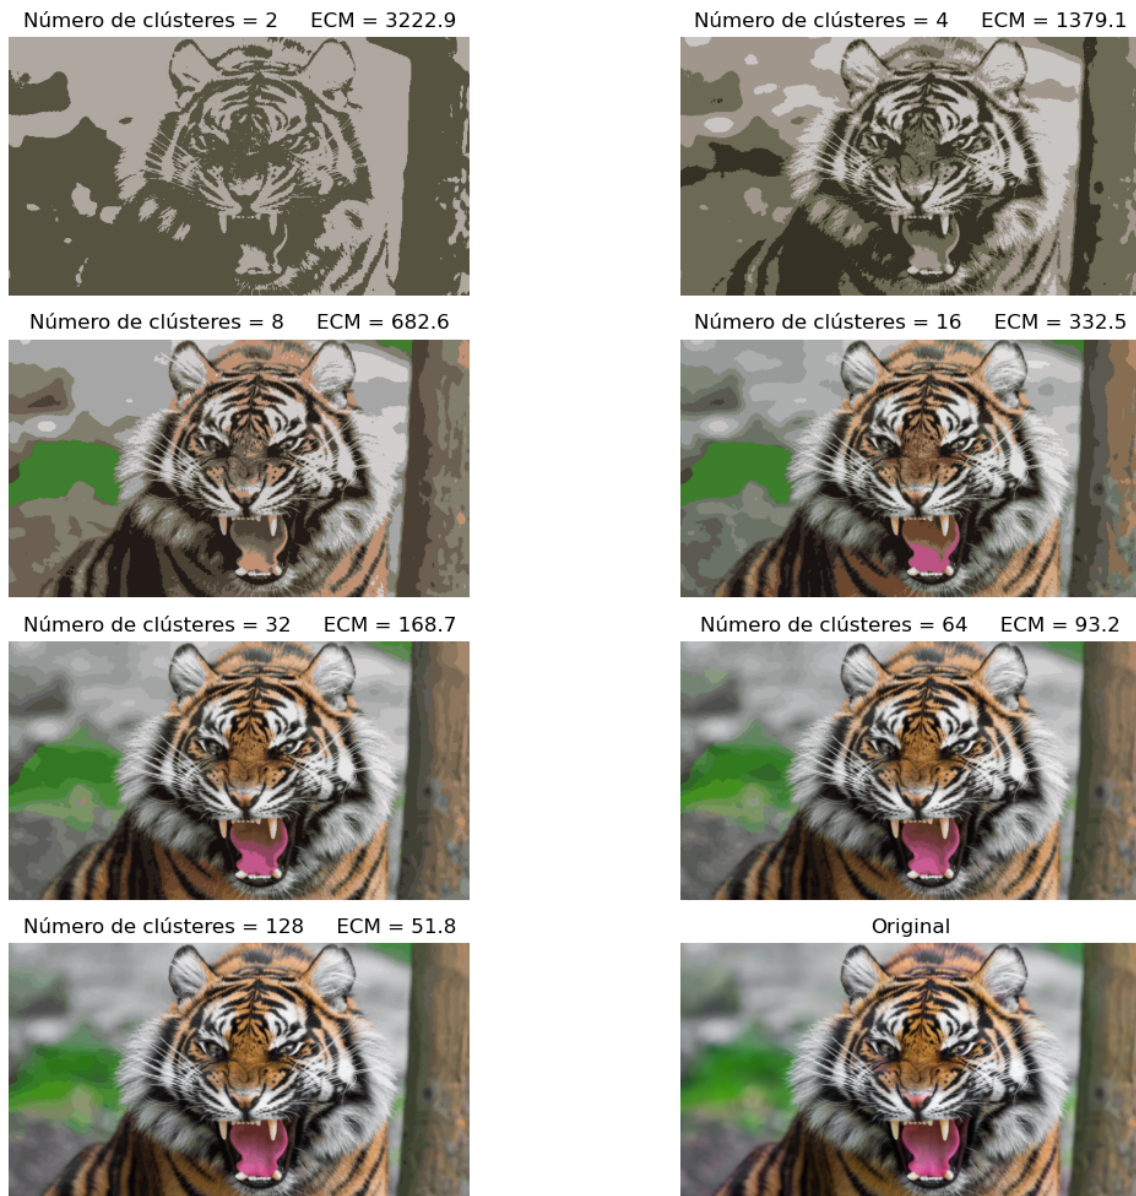 Número de clústeres = 2 ECM = 3222.9
Número de clústeres = 4 ECM = 1379.1
Número de clústeres = 8 ECM = 682.6
Número de clústeres = 16 ECM = 332.5
Número de clústeres = 32 ECM = 168.7
Número de clústeres = 64 ECM = 93.2
Número de clústeres = 128 ECM = 51.8
Original